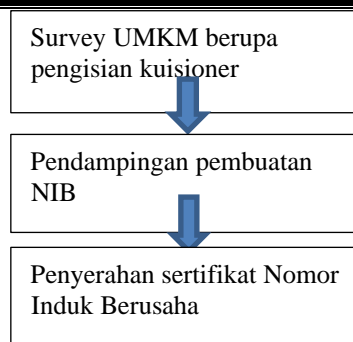 Survey UMKM berupa
pengisian kuisioner
Pendampingan pembuatan
NIB
Penyerahan sertifikat Nomor
Induk Berusaha